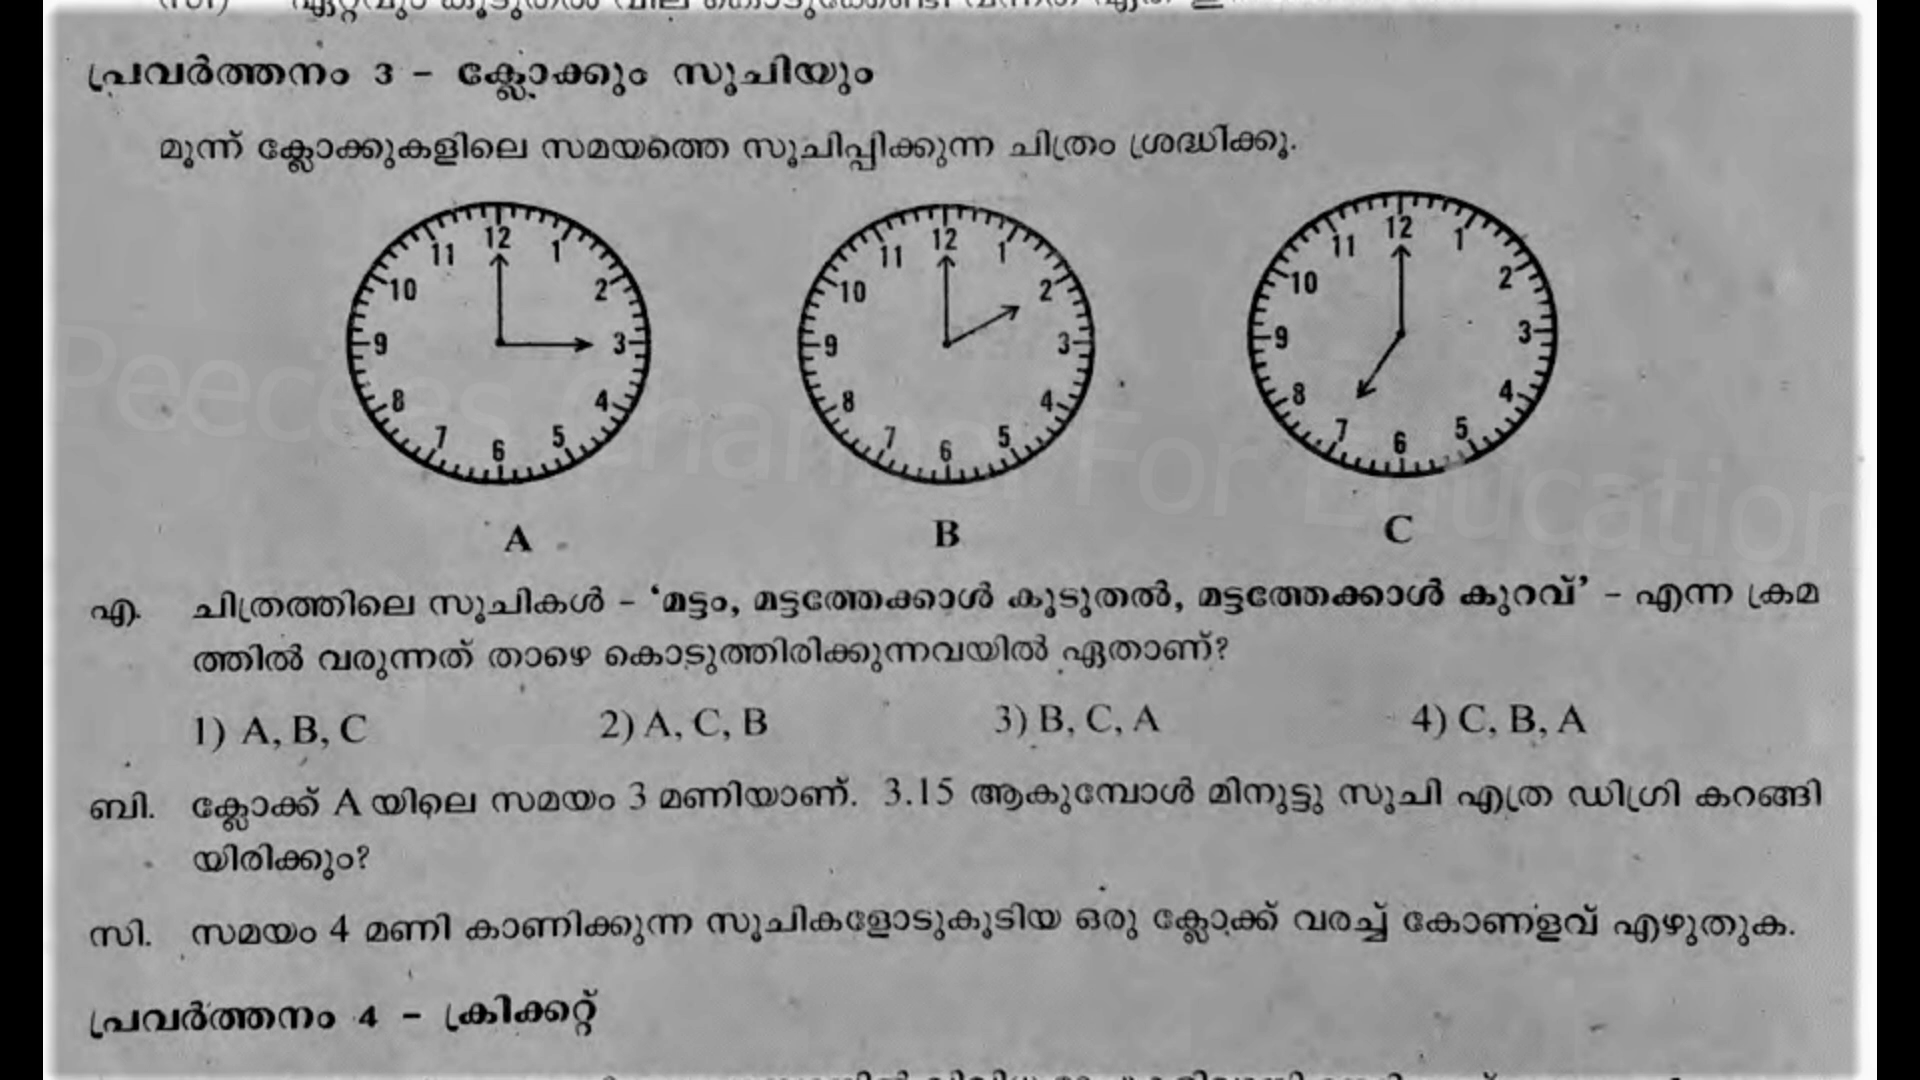 പ്രവർത്തനം 3 - ക്ലോക്കും സൂചിയും
മൂന്ന് ക്ലോക്കുകളിലെ സമയത്തെ സൂചിപ്പിക്കുന്ന ചിത്രം ശ്രദ്ധിക്കൂ.
12 1 2 3 4 5 6 7 8 9 10 11
12 1 2 3 4 5 6 7 8 9 10 11
12 1 2 3 4 5 6 7 8 9 10 11
A B C
Peecees Channel For Education
എ. ചിത്രത്തിലെ സൂചികൾ - ‘മട്ടം, മട്ടത്തേക്കാൾ കൂടുതൽ, മട്ടത്തേക്കാൾ കുറവ്’ - എന്ന ക്രമ
ത്തിൽ വരുന്നത് താഴെ കൊടുത്തിരിക്കുന്നവയിൽ ഏതാണ്?
1) A, B, C 2) A, C, B 3) B, C, A 4) C, B, A
ബി. ക്ലോക്ക് A യിലെ സമയം 3 മണിയാണ്. 3.15 ആകുമ്പോൾ മിനുട്ടു സൂചി എത്ര ഡിഗ്രി കറങ്ങി
യിരിക്കും?
സി. സമയം 4 മണി കാണിക്കുന്ന സൂചികളോടുകൂടിയ ഒരു ക്ലോക്ക് വരച്ച് കോണളവ് എഴുതുക.
പ്രവർത്തനം 4 - ക്രിക്കറ്റ്